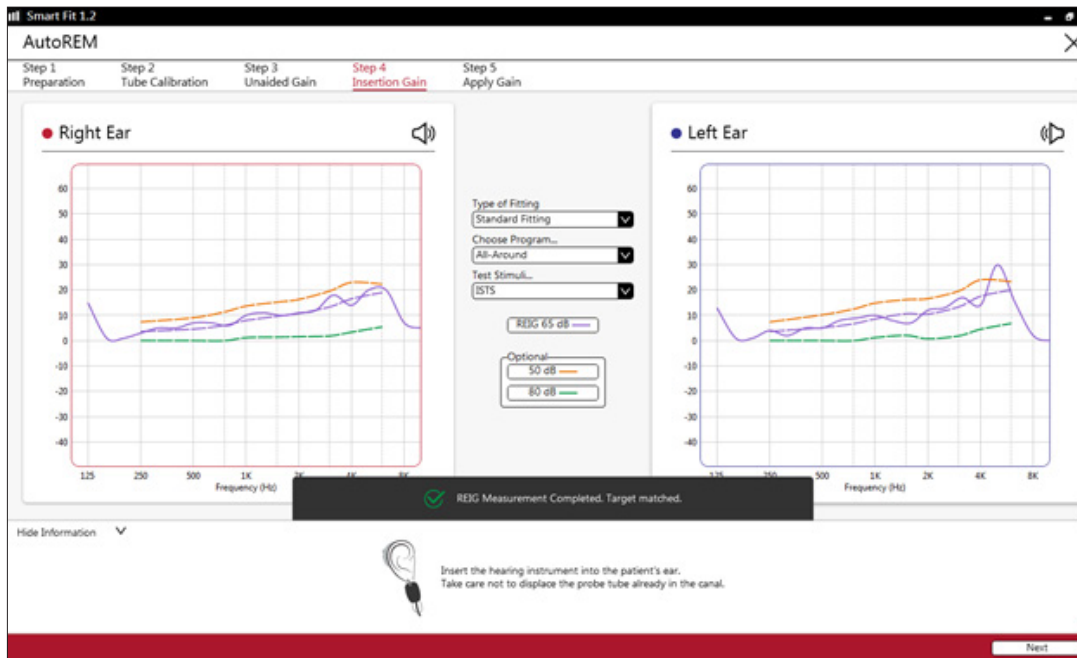 Smart Fit 1.2
AutoREM
Step 1
Preparation
Step 2
Tube Calibration
Step 3
Unaided Gain
Step 4
Insertion Gain
Step 5
Apply Gain
Right Ear
60
50
40
30
20
10
0
-10
-20
-30
-40
125 250 500 1K 2K 4K 8K
Frequency (Hz)
Type of Fitting
Standard Fitting
Choose Program...
All-Around
Test Stimuli...
ISTS
REIG 65 dB
Optional
50 dB
80 dB
Left Ear
60
50
40
30
20
10
0
-10
-20
-30
-40
125 250 500 1K 2K 4K 8K
Frequency (Hz)
REIG Measurement Completed. Target matched.
Hide Information
Insert the hearing instrument into the patient's ear.
Take care not to displace the probe tube already in the canal.
Next